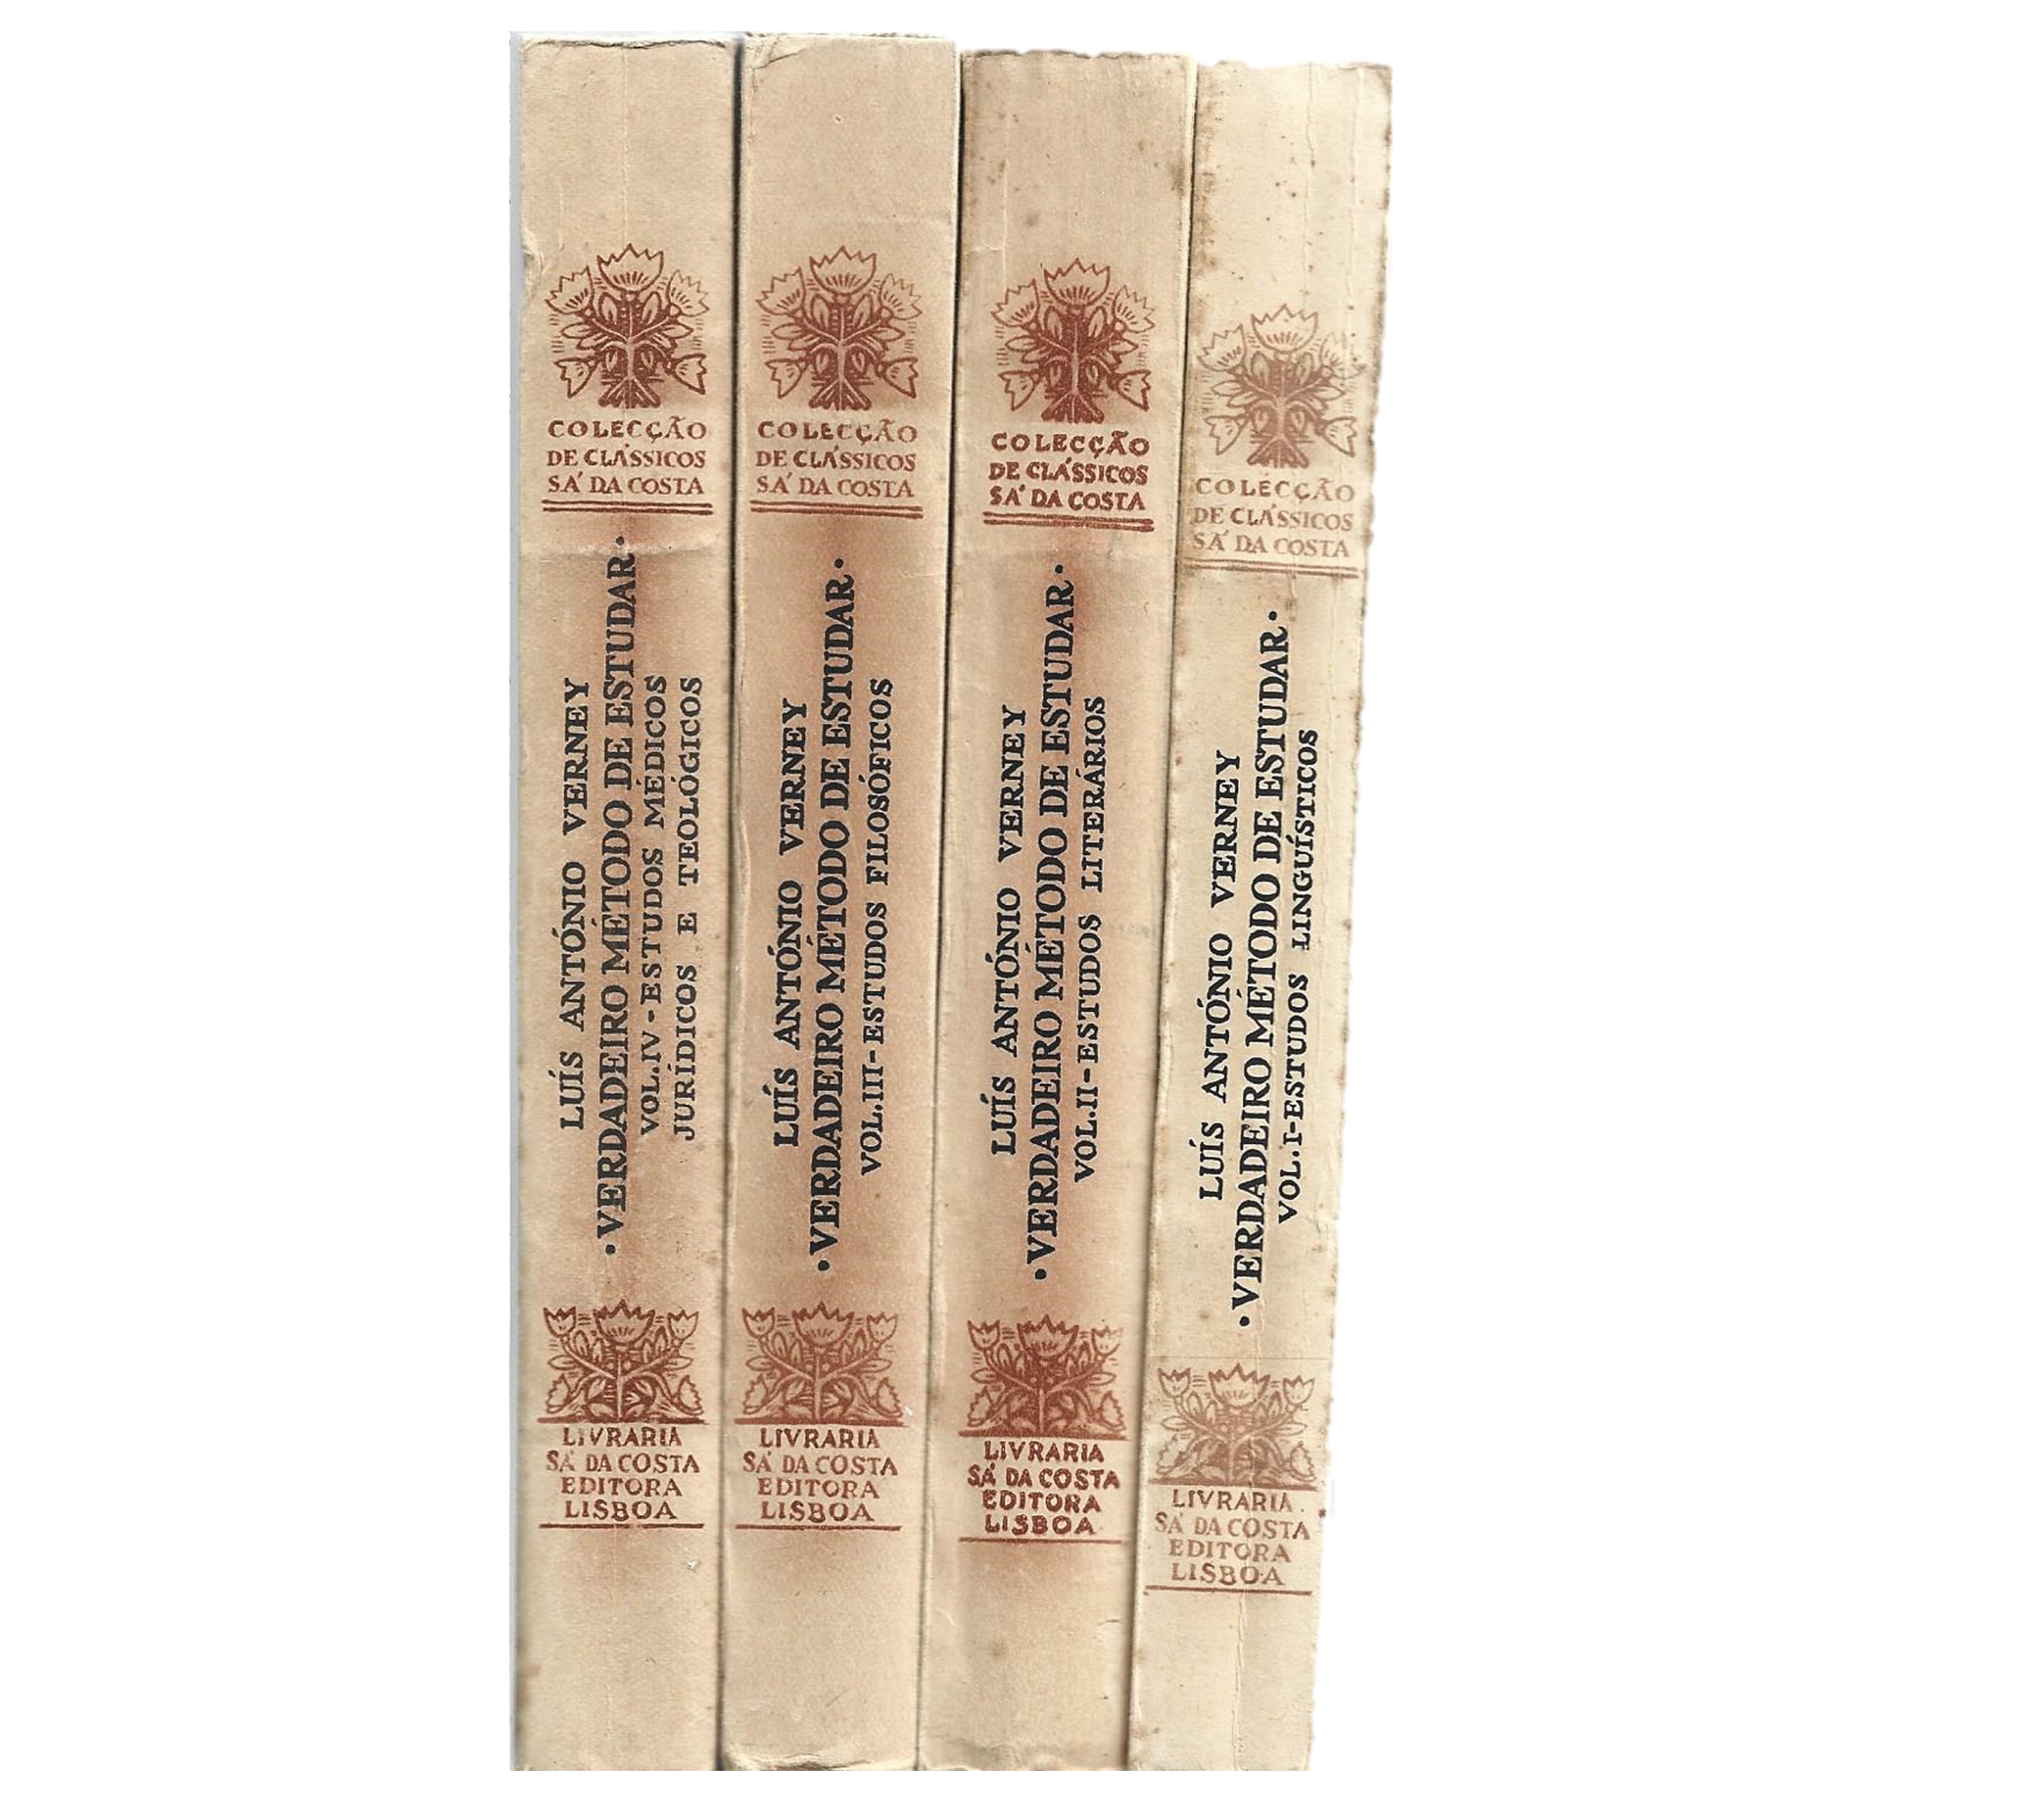 COLECÇÃO
DE CLÁSSICOS
SÁ DA COSTA
LUÍS ANTÓNIO VERNEY
·VERDADEIRO MÉTODO DE ESTUDAR·
VOL.IV-ESTUDOS MÉDICOS
JURÍDICOS E TEOLÓGICOS
LIVRARIA
SÁ DA COSTA
EDITORA
LISBOA
COLECÇÃO
DE CLÁSSICOS
SÁ DA COSTA
LUÍS ANTÓNIO VERNEY
·VERDADEIRO MÉTODO DE ESTUDAR·
VOL.III-ESTUDOS FILOSÓFICOS
LIVRARIA
SÁ DA COSTA
EDITORA
LISBOA
COLECÇÃO
DE CLÁSSICOS
SÁ DA COSTA
LUÍS ANTÓNIO VERNEY
·VERDADEIRO MÉTODO DE ESTUDAR·
VOL.II-ESTUDOS LITERÁRIOS
LIVRARIA
SÁ DA COSTA
EDITORA
LISBOA
COLECÇÃO
DE CLÁSSICOS
SÁ DA COSTA
LUÍS ANTÓNIO VERNEY
·VERDADEIRO MÉTODO DE ESTUDAR·
VOL.I-ESTUDOS LINGUÍSTICOS
LIVRARIA
SÁ DA COSTA
EDITORA
LISBOA